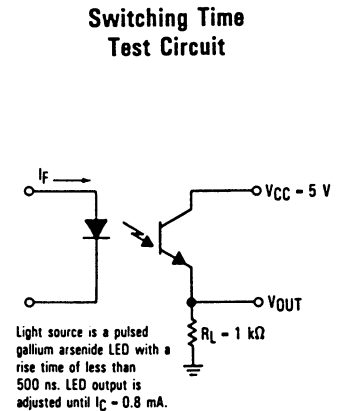 Switching Time
Test Circuit
IF
VCC - 5 V
VOUT
RL - 1 kΩ
Light source is a pulsed
gallium arsenide LED with a
rise time of less than
500 ns. LED output is
adjusted until IC - 0.8 mA.